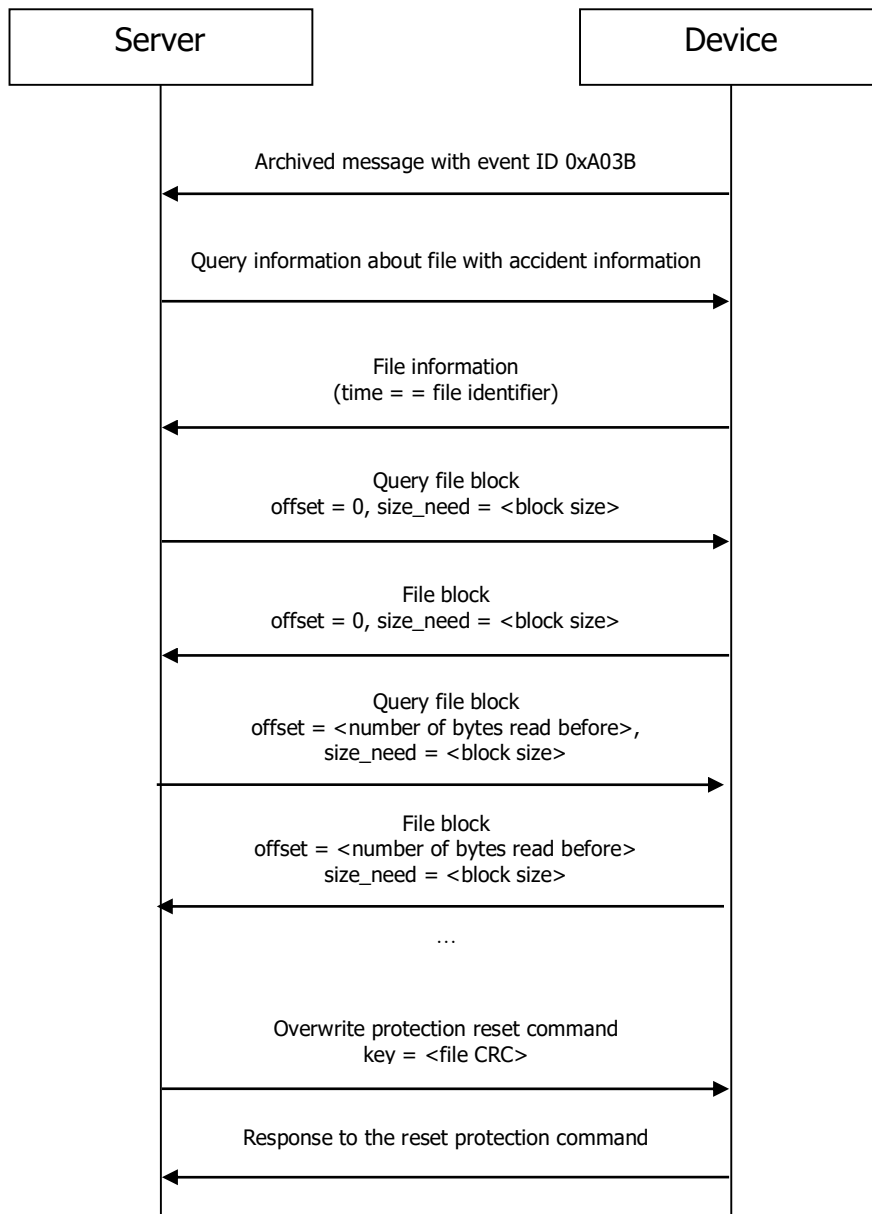 Server
Device
Archived message with event ID 0xA03B
Query information about file with accident information
File information
(time = = file identifier)
Query file block
offset = 0, size_need = <block size>
File block
offset = 0, size_need = <block size>
Query file block
offset = <number of bytes read before>,
size_need = <block size>
File block
offset = <number of bytes read before>
size_need = <block size>
...
Overwrite protection reset command
key = <file CRC>
Response to the reset protection command